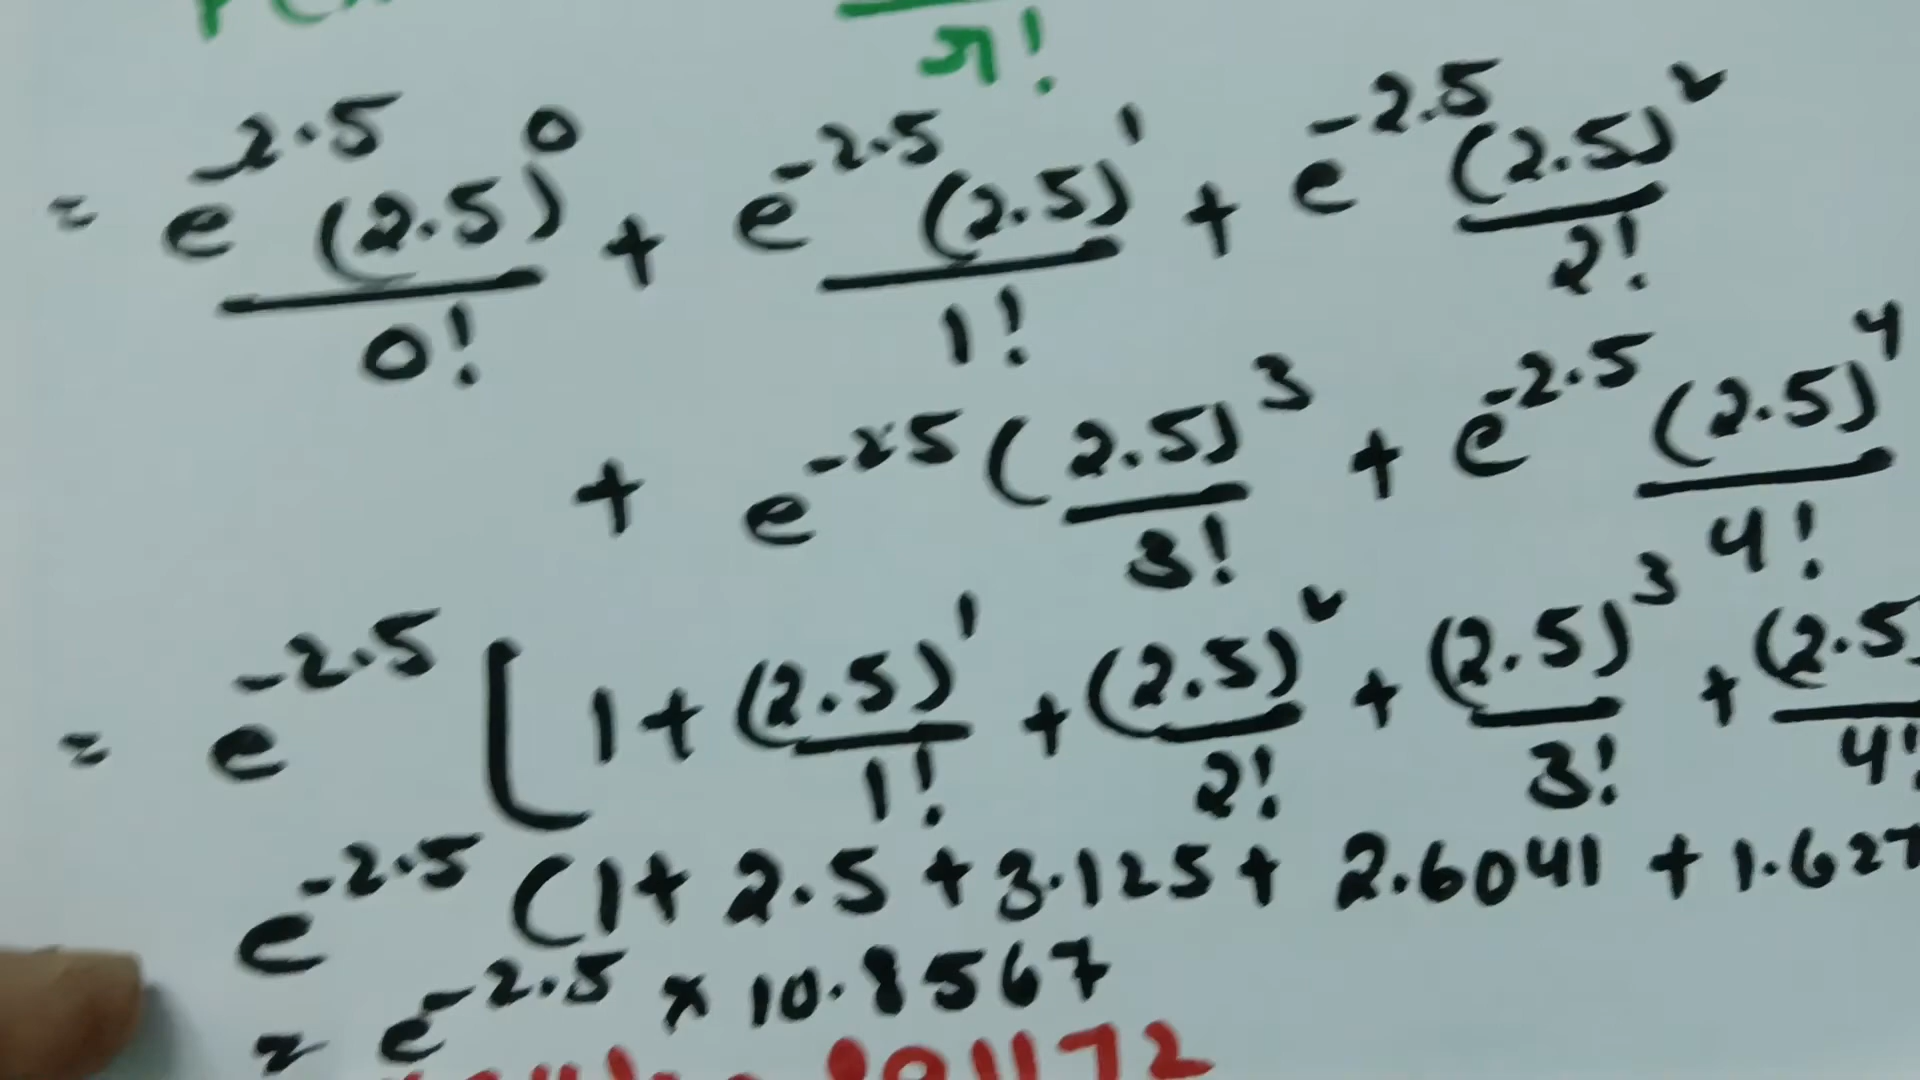 x!
= e^-2.5 (2.5)^0 / 0! + e^-2.5 (2.5)^1 / 1! + e^-2.5 (2.5)^2 / 2!
+ e^-25 (2.5)^3 / 3! + e^-2.5 (2.5)^4 / 4!
= e^-2.5 [ 1 + (2.5)^1 / 1! + (2.5)^2 / 2! + (2.5)^3 / 3! + (2.5 / 4!
e^-2.5 (1 + 2.5 + 3.125 + 2.6041 + 1.627
= e^-2.5 x 10.8567